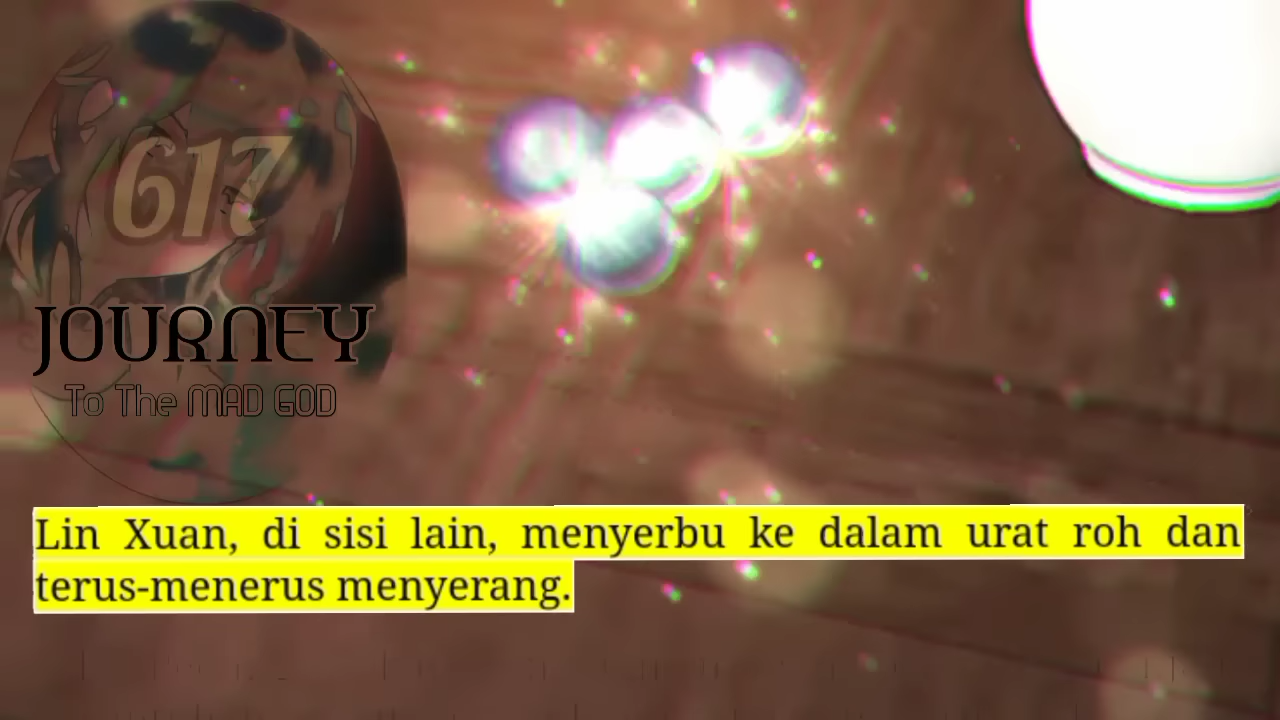 617
JOURNEY
To The MAD GOD
Lin Xuan, di sisi lain, menyerbu ke dalam urat roh dan
terus-menerus menyerang.